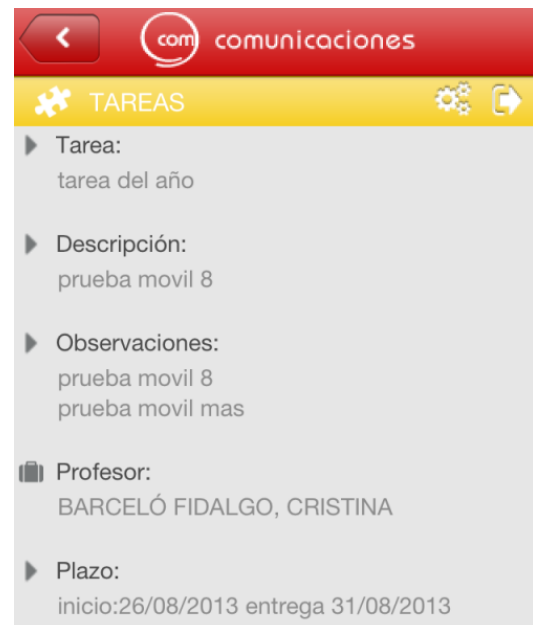 com comunicaciones
TAREAS
Tarea:
tarea del año
Descripción:
prueba movil 8
Observaciones:
prueba movil 8
prueba movil mas
Profesor:
BARCELÓ FIDALGO, CRISTINA
Plazo:
inicio:26/08/2013 entrega 31/08/2013